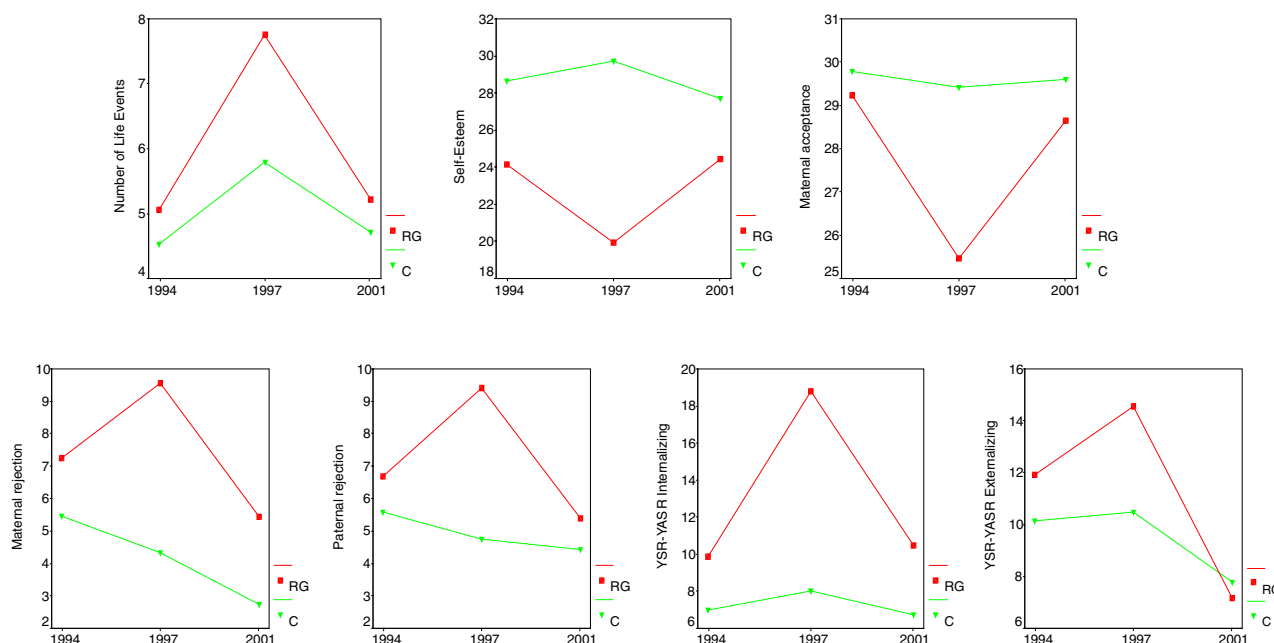 Number of Life Events
8
7
6
5
4
1994 1997 2001
RG
C
Self-Esteem
32
30
28
26
24
22
20
18
1994 1997 2001
RG
C
Maternal acceptance
31
30
29
28
27
26
25
1994 1997 2001
RG
C
Maternal rejection
10
9
8
7
6
5
4
3
2
1994 1997 2001
RG
C
Paternal rejection
10
9
8
7
6
5
4
3
2
1994 1997 2001
RG
C
YSR-YASR Internalizing
20
18
16
14
12
10
8
6
1994 1997 2001
RG
C
YSR-YASR Externalizing
16
14
12
10
8
6
1994 1997 2001
RG
C